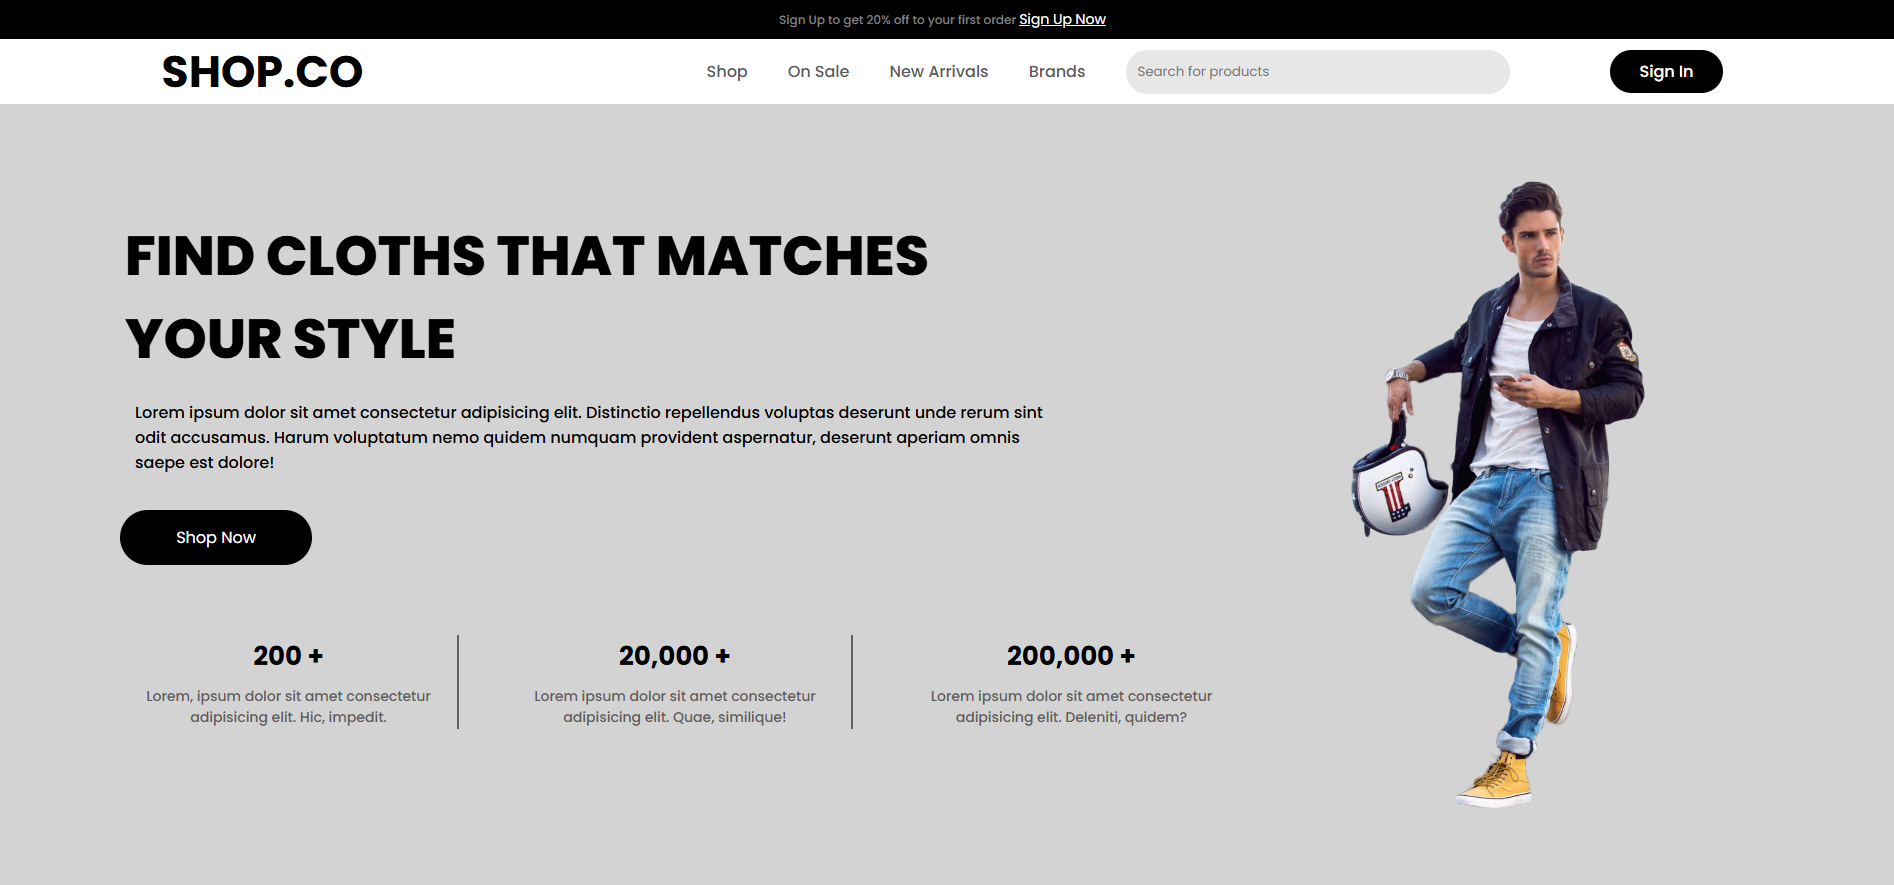 Sign Up to get 20% off to your first order Sign Up Now
SHOP.CO
Shop
On Sale
New Arrivals
Brands
Search for products
Sign In
FIND CLOTHS THAT MATCHES
YOUR STYLE
Lorem ipsum dolor sit amet consectetur adipisicing elit. Distinctio repellendus voluptas deserunt unde rerum sint
odit accusamus. Harum voluptatum nemo quidem numquam provident aspernatur, deserunt aperiam omnis
saepe est dolore!
Shop Now
200 +
Lorem, ipsum dolor sit amet consectetur
adipisicing elit. Hic, impedit.
20,000 +
Lorem ipsum dolor sit amet consectetur
adipisicing elit. Quae, similique!
200,000 +
Lorem ipsum dolor sit amet consectetur
adipisicing elit. Deleniti, quidem?